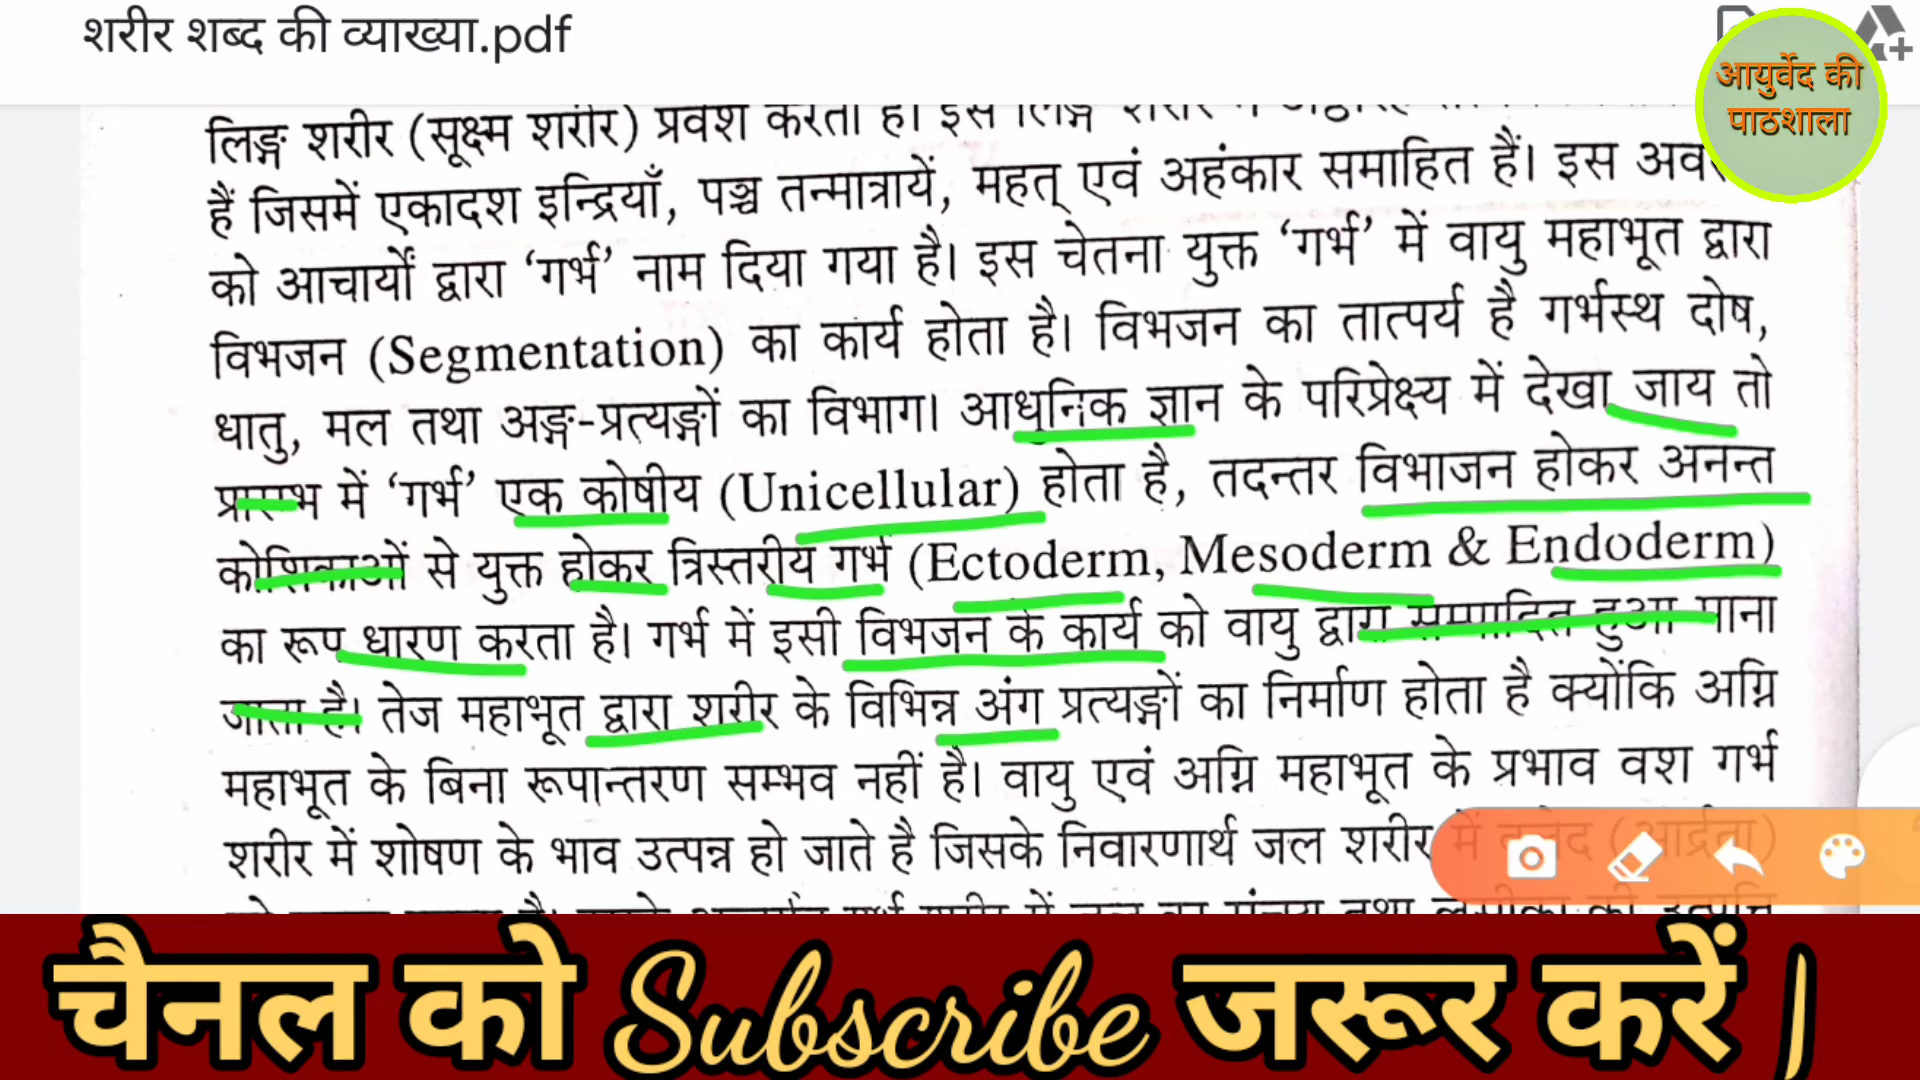 शरीर शब्द की व्याख्या.pdf
आयुर्वेद की
पाठशाला
लिङ्ग शरीर (सूक्ष्म शरीर) प्रवेश करता है। इस लिङ्ग शरीर में
हैं जिसमें एकादश इन्द्रियाँ, पञ्च तन्मात्रायें, महत् एवं अहंकार समाहित हैं। इस
को आचार्यों द्वारा ‘गर्भ’ नाम दिया गया है। इस चेतना युक्त ‘गर्भ’ में वायु महाभूत द्वारा
विभजन (Segmentation) का कार्य होता है। विभजन का तात्पर्य है गर्भस्थ दोष,
धातु, मल तथा अङ्ग-प्रत्यङ्गों का विभाग। आधुनिक ज्ञान के परिप्रेक्ष्य में देखा जाय तो
प्रारम्भ में ‘गर्भ’ एक कोषीय (Unicellular) होता है, तदन्तर विभाजन होकर अनन्त
कोशिकाओं से युक्त होकर त्रिस्तरीय गर्भ (Ectoderm, Mesoderm & Endoderm)
का रूप धारण करता है। गर्भ में इसी विभजन के कार्य को वायु द्वारा सम्पादित हुआ माना
जाता है। तेज महाभूत द्वारा शरीर के विभिन्न अंग प्रत्यङ्गों का निर्माण होता है क्योंकि अग्नि
महाभूत के बिना रूपान्तरण सम्भव नहीं है। वायु एवं अग्नि महाभूत के प्रभाव वश गर्भ
शरीर में शोषण के भाव उत्पन्न हो जाते है जिसके निवारणार्थ जल शरीर में क्लेद (आर्द्रता)
चैनल को Subscribe जरूर करें।